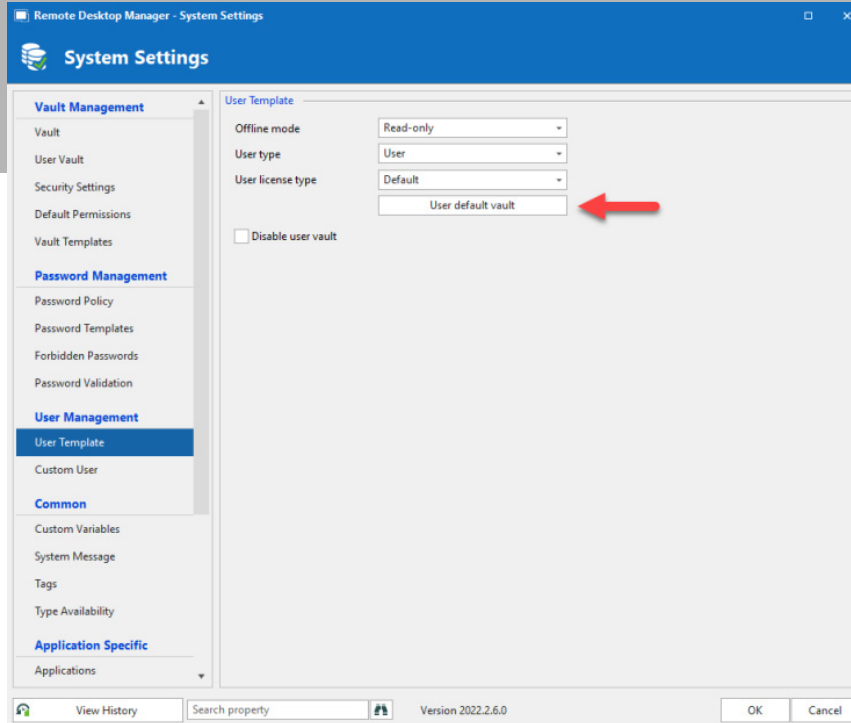 Remote Desktop Manager - System Settings
System Settings
Vault Management
Vault
User Vault
Security Settings
Default Permissions
Vault Templates
Password Management
Password Policy
Password Templates
Forbidden Passwords
Password Validation
User Management
User Template
Custom User
Common
Custom Variables
System Message
Tags
Type Availability
Application Specific
Applications
User Template
Offline mode Read-only
User type User
User license type Default
User default vault
Disable user vault
View History Search property Version 2022.2.6.0 OK Cancel